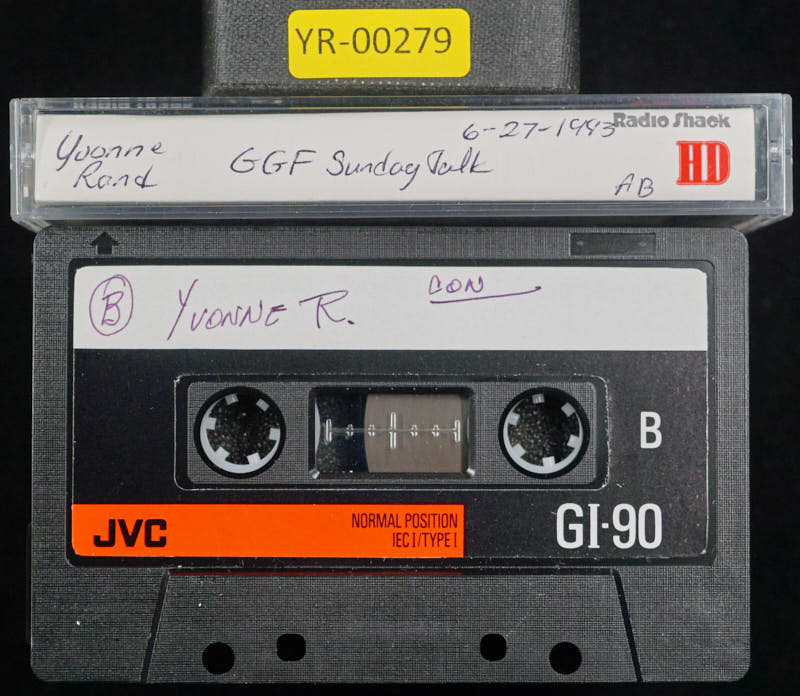 YR-00279
Radio Shack
6-27-1993
Yvonne
Rand
GGF Sunday Talk
HD
AB
B
Yvonne R.
CON
B
JVC
NORMAL POSITION
IEC I/TYPE I
GI-90